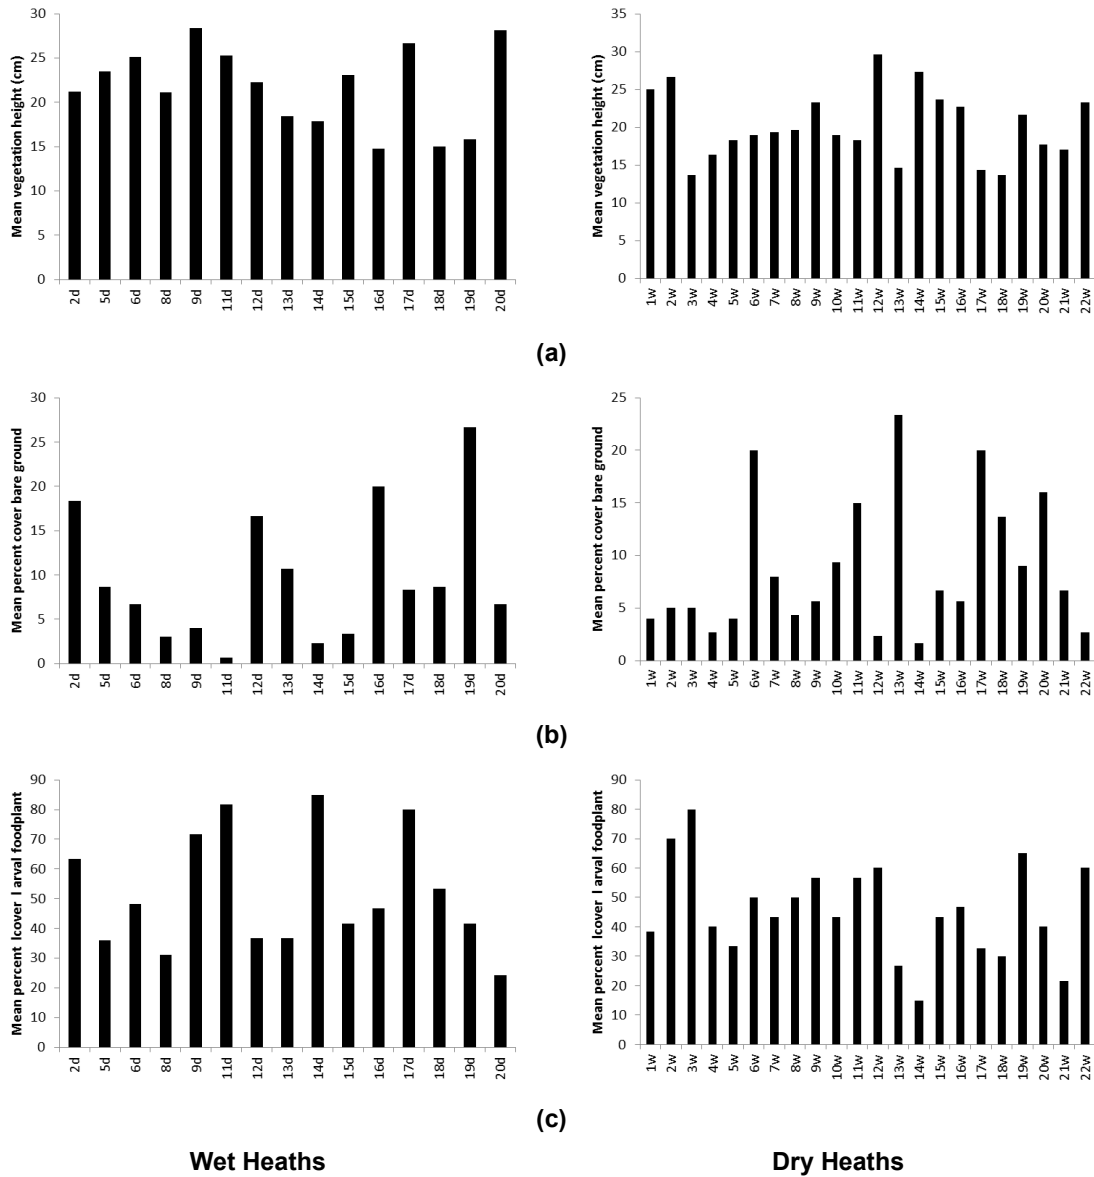 Mean vegetation height (cm)
30
25
20
15
10
5
0
2d 5d 6d 8d 9d 11d 12d 13d 14d 15d 16d 17d 18d 19d 20d
Mean vegetation height (cm)
35
30
25
20
15
10
5
0
1w 2w 3w 4w 5w 6w 7w 8w 9w 10w 11w 12w 13w 14w 15w 16w 17w 18w 19w 20w 21w 22w
(a)
Mean percent cover bare ground
30
25
20
15
10
5
0
2d 5d 6d 8d 9d 11d 12d 13d 14d 15d 16d 17d 18d 19d 20d
Mean percent cover bare ground
25
20
15
10
5
0
1w 2w 3w 4w 5w 6w 7w 8w 9w 10w 11w 12w 13w 14w 15w 16w 17w 18w 19w 20w 21w 22w
(b)
Mean percent lcover l arval foodplant
90
80
70
60
50
40
30
20
10
0
2d 5d 6d 8d 9d 11d 12d 13d 14d 15d 16d 17d 18d 19d 20d
Mean percent lcover l arval foodplant
90
80
70
60
50
40
30
20
10
0
1w 2w 3w 4w 5w 6w 7w 8w 9w 10w 11w 12w 13w 14w 15w 16w 17w 18w 19w 20w 21w 22w
(c)
Wet Heaths
Dry Heaths